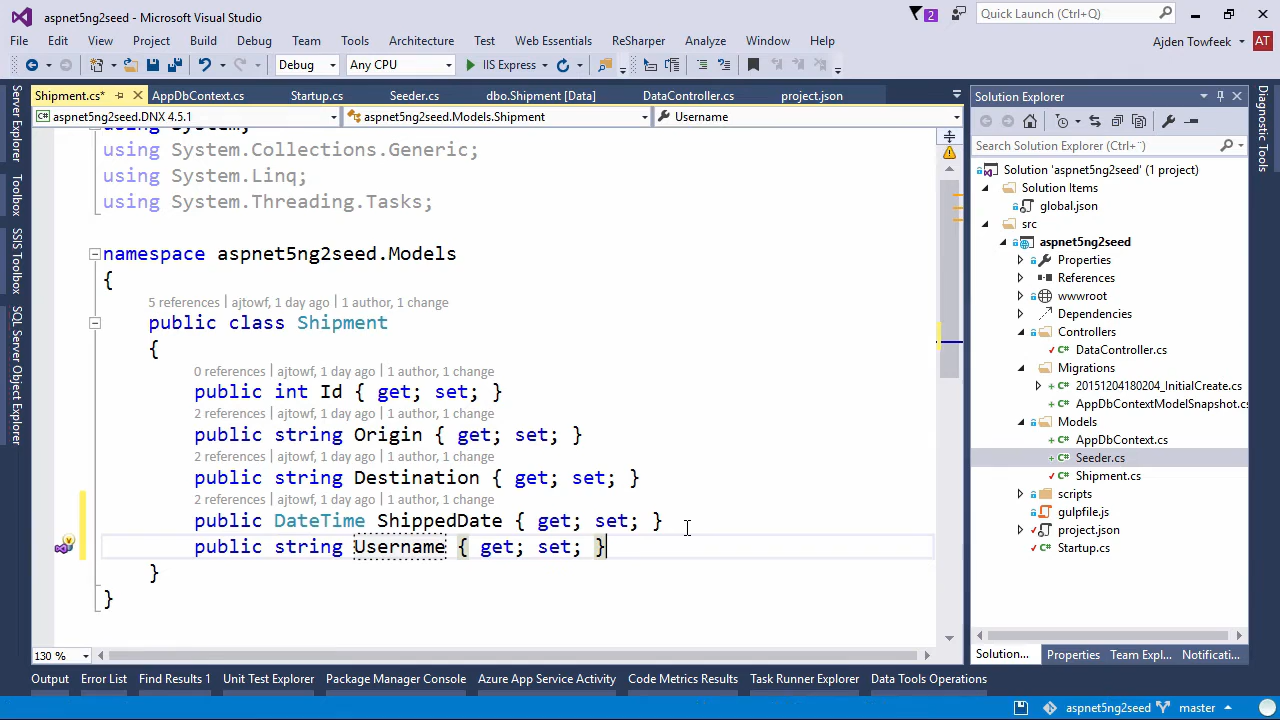 aspnet5ng2seed - Microsoft Visual Studio
2
Quick Launch (Ctrl+Q)
File Edit View Project Build Debug Team Tools Architecture Test Web Essentials ReSharper Analyze Window Help
Ajden Towfeek AT
Debug Any CPU IIS Express
Shipment.cs* AppDbContext.cs Startup.cs Seeder.cs dbo.Shipment [Data] DataController.cs project.json
aspnet5ng2seed.DNX 4.5.1 aspnet5ng2seed.Models.Shipment Username
using System;
using System.Collections.Generic;
using System.Linq;
using System.Threading.Tasks;
namespace aspnet5ng2seed.Models
{
5 references | ajtowf, 1 day ago | 1 author, 1 change
public class Shipment
{
0 references | ajtowf, 1 day ago | 1 author, 1 change
public int Id { get; set; }
2 references | ajtowf, 1 day ago | 1 author, 1 change
public string Origin { get; set; }
2 references | ajtowf, 1 day ago | 1 author, 1 change
public string Destination { get; set; }
2 references | ajtowf, 1 day ago | 1 author, 1 change
public DateTime ShippedDate { get; set; }
public string Username { get; set; }
}
}
130 %
Server Explorer
Toolbox
SSIS Toolbox
SQL Server Object Explorer
Solution Explorer
Search Solution Explorer (Ctrl+¨)
Solution 'aspnet5ng2seed' (1 project)
Solution Items
global.json
src
aspnet5ng2seed
Properties
References
wwwroot
Dependencies
Controllers
DataController.cs
Migrations
20151204180204_InitialCreate.cs
AppDbContextModelSnapshot.cs
Models
AppDbContext.cs
Seeder.cs
Shipment.cs
scripts
gulpfile.js
project.json
Startup.cs
Solution... Properties Team Expl... Notificati...
Diagnostic Tools
Output Error List Find Results 1 Unit Test Explorer Package Manager Console Azure App Service Activity Code Metrics Results Task Runner Explorer Data Tools Operations
aspnet5ng2seed master